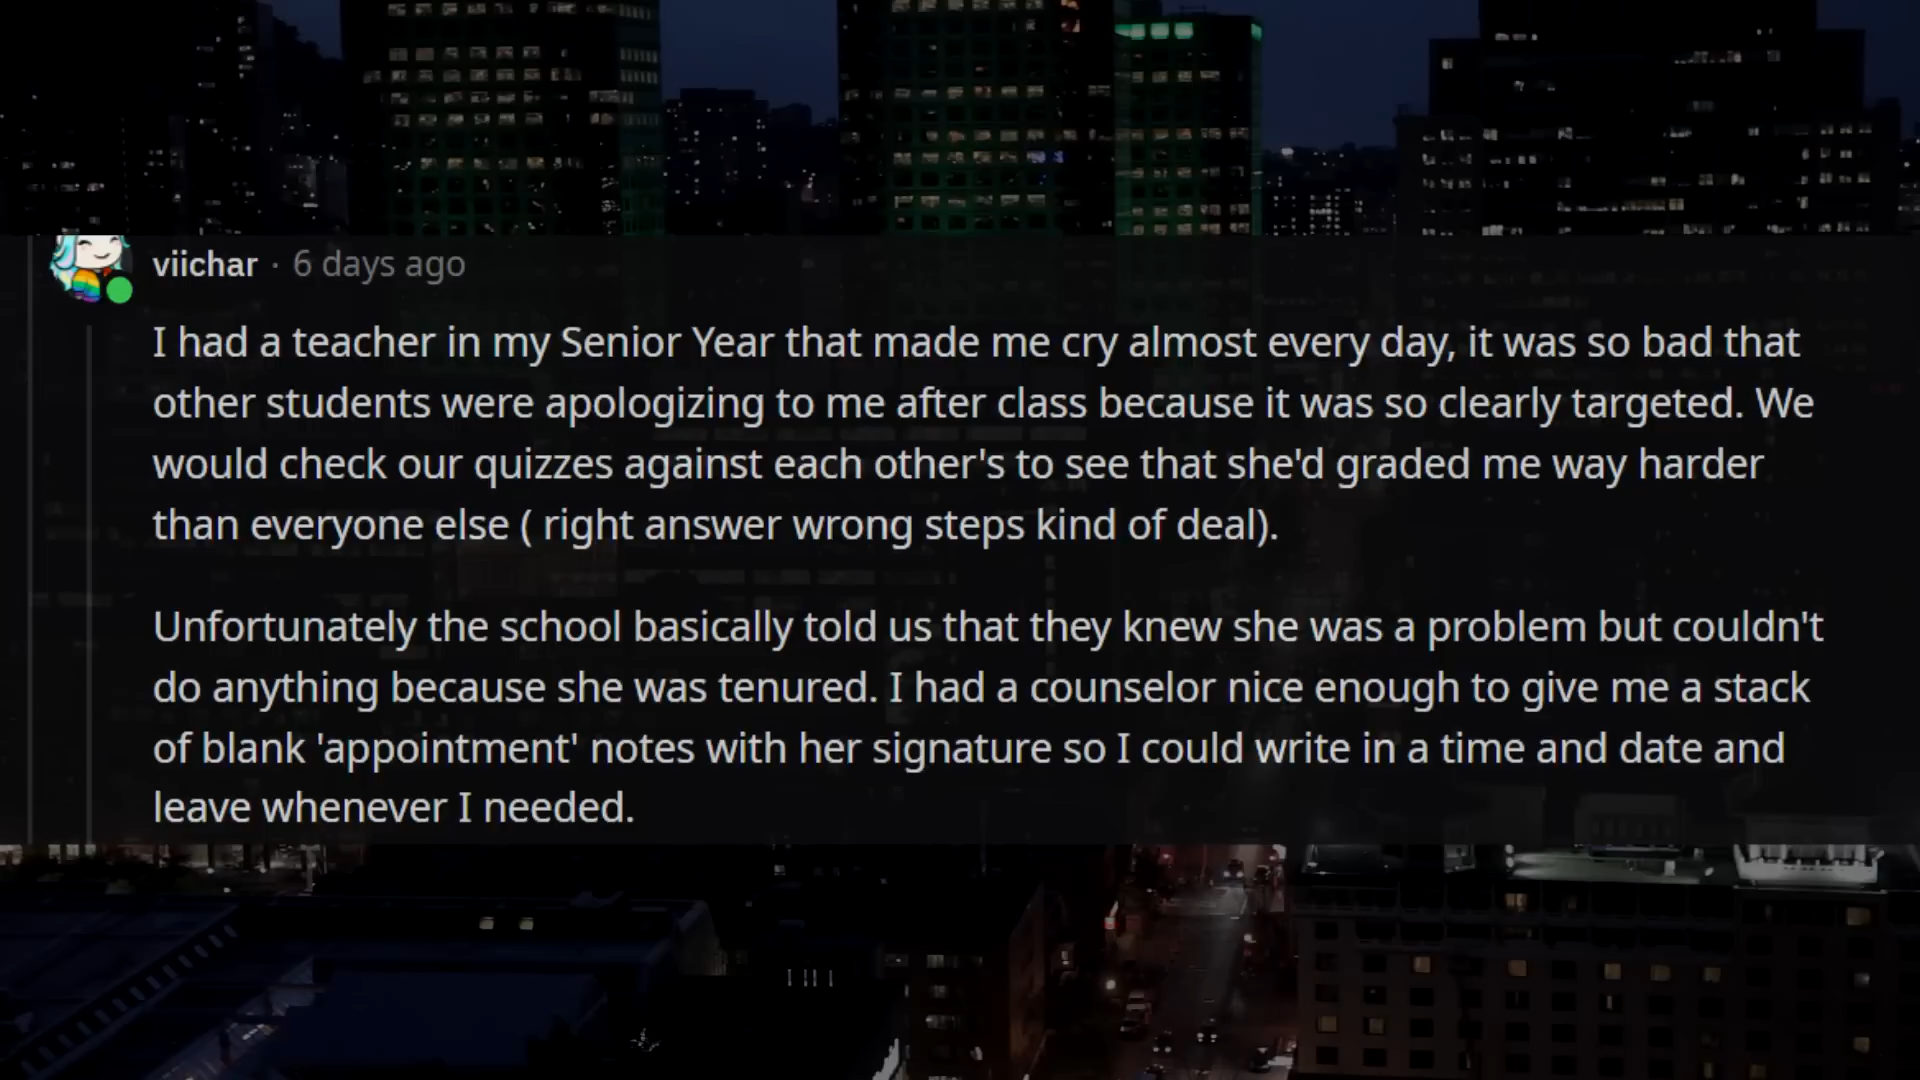 viichar · 6 days ago
I had a teacher in my Senior Year that made me cry almost every day, it was so bad that
other students were apologizing to me after class because it was so clearly targeted. We
would check our quizzes against each other's to see that she'd graded me way harder
than everyone else ( right answer wrong steps kind of deal).
Unfortunately the school basically told us that they knew she was a problem but couldn't
do anything because she was tenured. I had a counselor nice enough to give me a stack
of blank 'appointment' notes with her signature so I could write in a time and date and
leave whenever I needed.